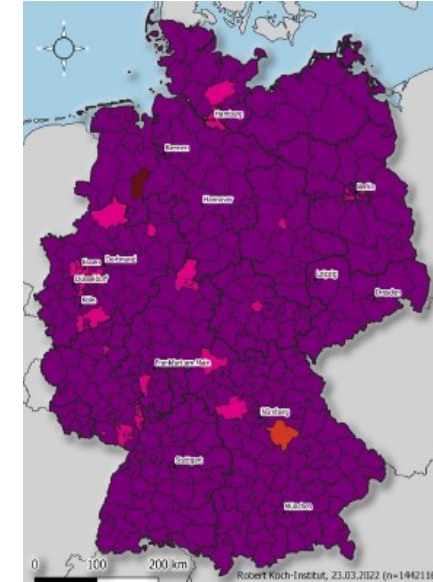 Hamburg
Bremen
Berlin
Hannover
Essen Dortmund
Düsseldorf
Leipzig
Köln
Dresden
Frankfurt am Main
Nürnberg
Stuttgart
München
0 100 200 km
Robert Koch-Institut, 23.03.2022 (n=144211